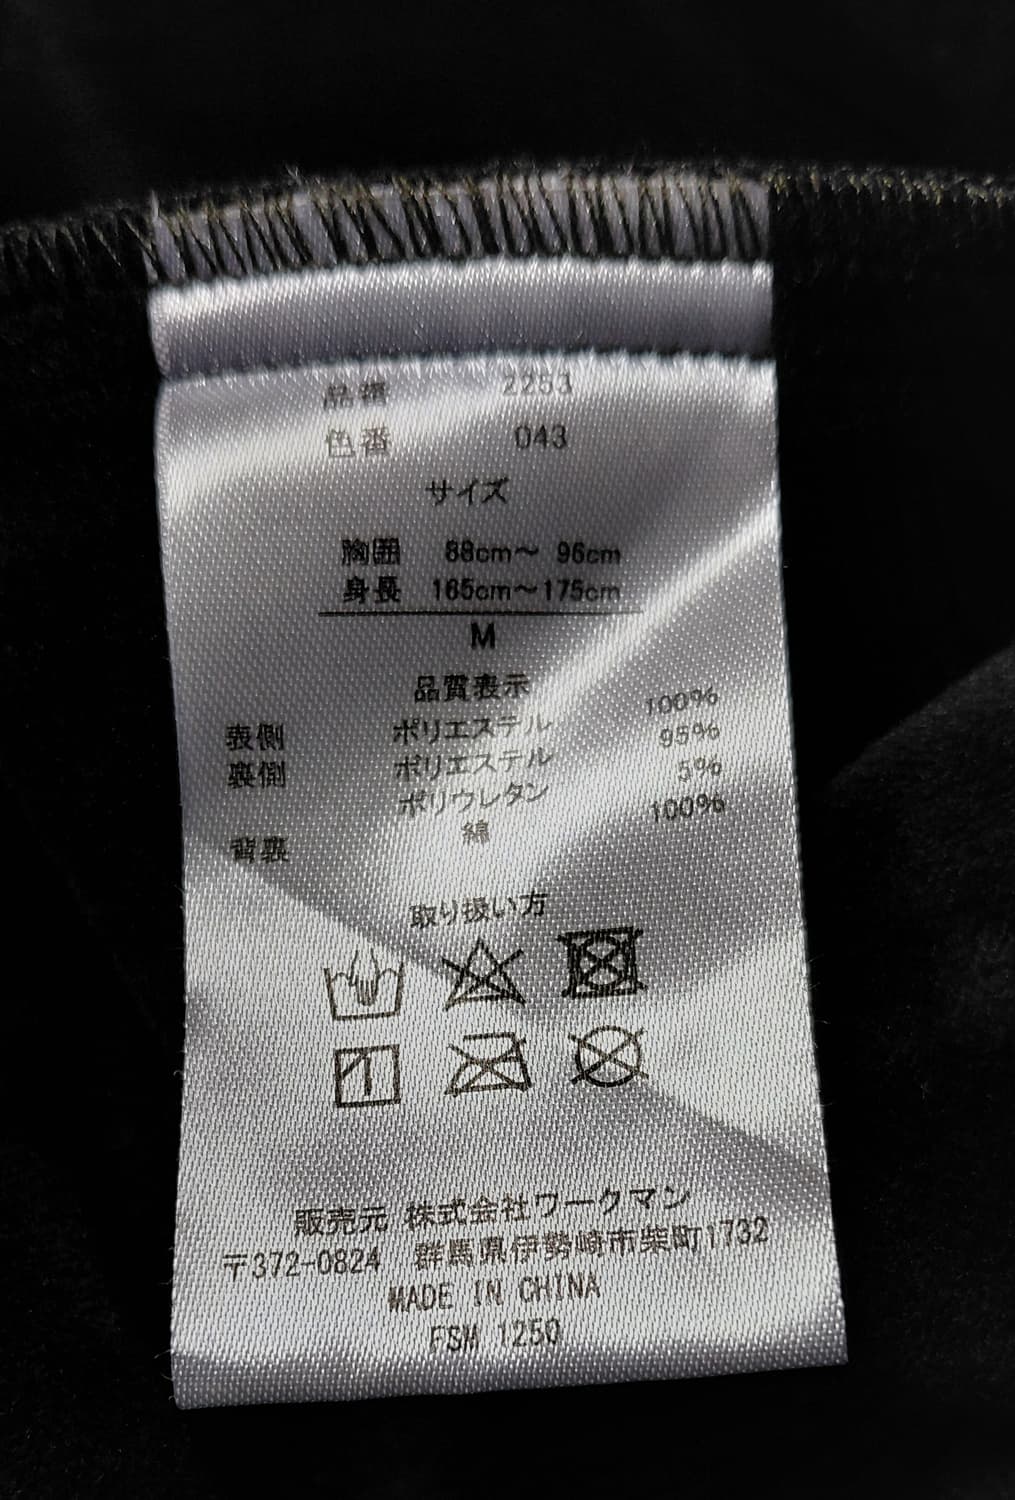 品番 2253
色番 043
サイズ
胸囲 88cm～ 96cm
身長 165cm～175cm
M
品質表示
表側 ポリエステル 100%
裏側 ポリエステル 95%
ポリウレタン 5%
背裏 綿 100%
取り扱い方
販売元 株式会社ワークマン
〒372-0824 群馬県伊勢崎市柴町1732
MADE IN CHINA
FSM 1250